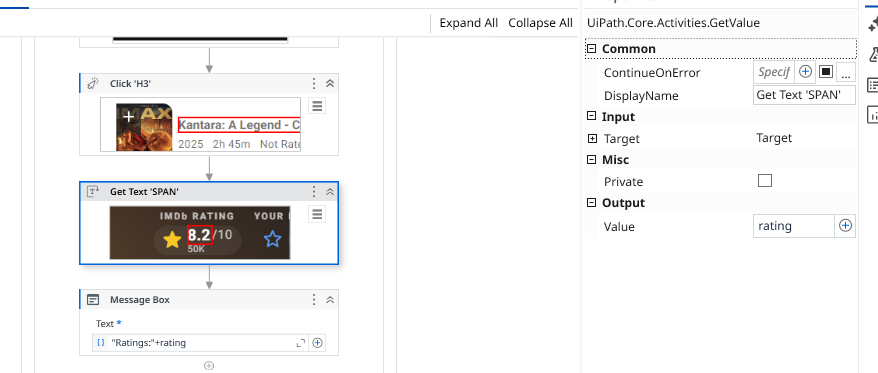 Expand All
Collapse All
Click 'H3'
MAX
Kantara: A Legend - C
2025 2h 45m Not Rate
Get Text 'SPAN'
IMDb RATING
YOUR
8.2/10
50K
Message Box
Text *
"Ratings:"+rating
UiPath.Core.Activities.GetValue
Common
ContinueOnError
Specif
...
DisplayName
Get Text 'SPAN'
Input
Target
Target
Misc
Private
Output
Value
rating